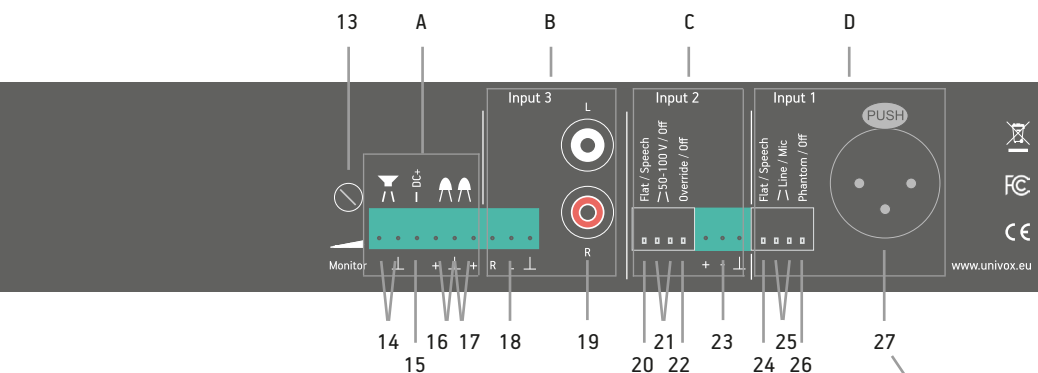 13 A B C D
Input 3 Input 2 Input 1
L
PUSH
Flat / Speech
50-100 V / Off
Override / Off
Flat / Speech
Line / Mic
Phantom / Off
DC+
FC
CE
R
Monitor
+ + R - + -
www.univox.eu
14 16 17 18 19 21 23 25 27
15 20 22 24 26